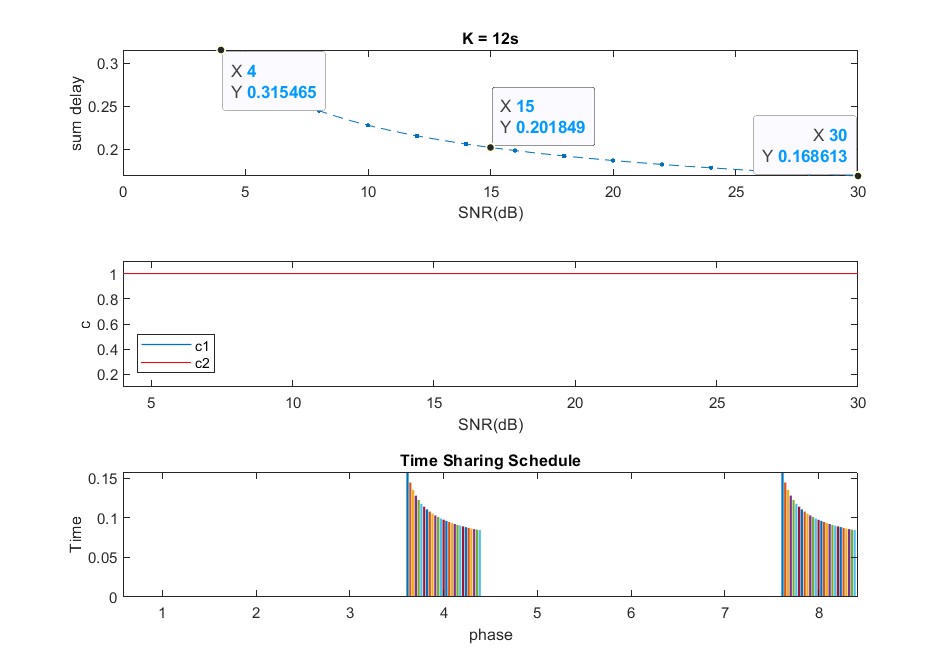 K = 12s
sum delay
0.3
0.25
0.2
X 4
Y 0.315465
X 15
Y 0.201849
X 30
Y 0.168613
0 5 10 15 20 25 30
SNR(dB)
c
1
0.8
0.6
0.4
0.2
c1
c2
5 10 15 20 25 30
SNR(dB)
Time Sharing Schedule
Time
0.15
0.1
0.05
0
1 2 3 4 5 6 7 8
phase